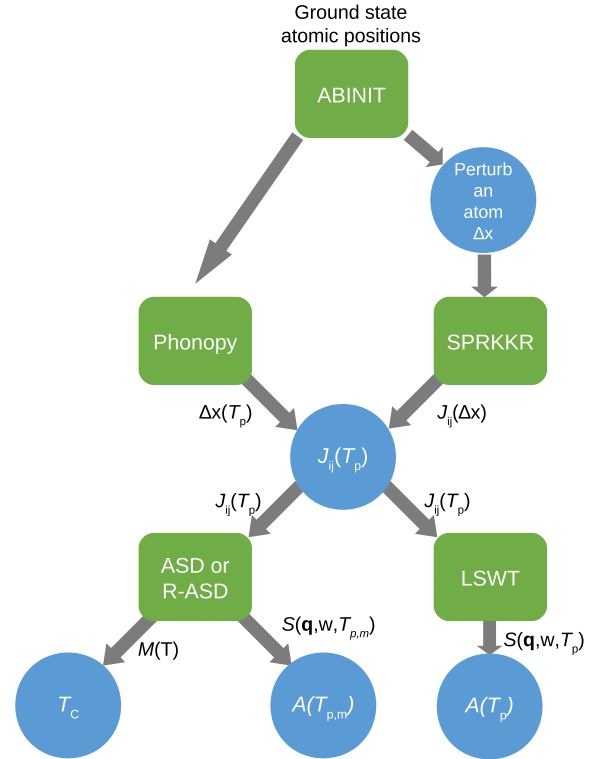 Ground state
atomic positions
ABINIT
Perturb
an
atom
Δx
Phonopy
SPRKKR
Δx(Tp)
Jij(Δx)
Jij(Tp)
Jij(Tp)
Jij(Tp)
ASD or
R-ASD
LSWT
M(T)
S(q,w,Tp,m)
S(q,w,Tp)
TC
A(Tp,m)
A(Tp)